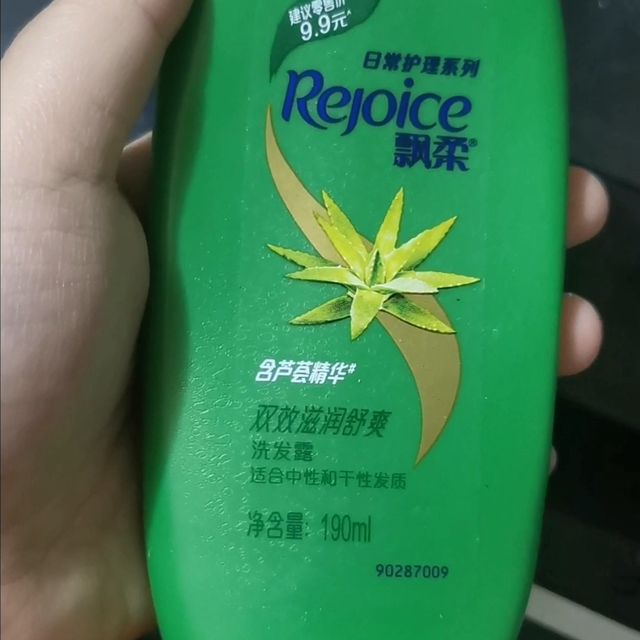 建议零售价
9.9元
日常护理系列
Rejoice
飘柔®
含芦荟精华#
双效滋润舒爽
洗发露
适合中性和干性发质
净含量: 190ml
90287009